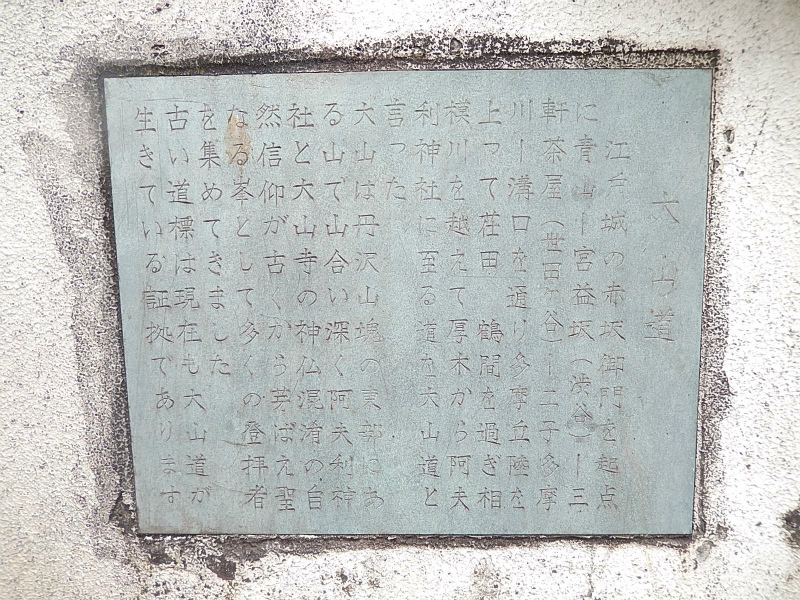 大山道
江戸城の赤坂御門を起点
に青山ー宮益坂(渋谷)ー三
軒茶屋(世田ヶ谷)ー二子多摩
川ー溝口を通り多摩丘陸を
上って荏田 鶴間を過ぎ相
模川を越えて厚木から阿夫
利神社に至る道を大山道と
言った
大山は丹沢山塊の東部にあ
る山で山合い深く阿夫利神
社と大山寺の神仏混淆の自
然信仰が古くから芽ばえ聖
なる峯として多くの登拝者
を集めてきました
古い道標は現在も大山道が
生きている証拠であります